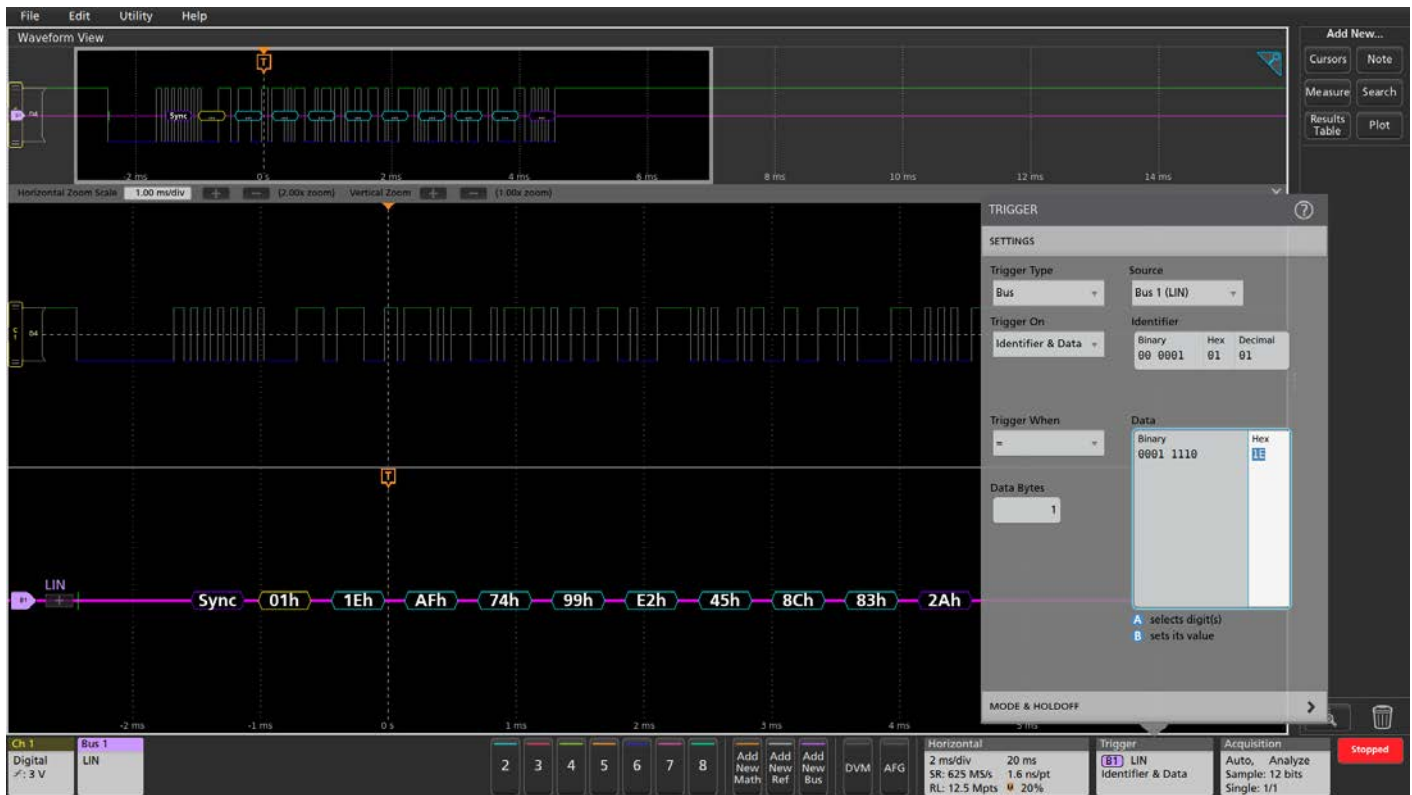 File Edit Utility Help
Waveform View
Add New...
Cursors Note
Measure Search
Results Table Plot
T
Sync ... ... ... ... ... ... ... ... ... ...
-2 ms 0 s 2 ms 4 ms 6 ms 8 ms 10 ms 12 ms 14 ms
Horizontal Zoom Scale 1.00 ms/div + − (2.00x zoom) Vertical Zoom + − (1.00x zoom)
TRIGGER ?
SETTINGS
Trigger Type Source
Bus Bus 1 (LIN)
Trigger On Identifier
Identifier & Data
Binary Hex Decimal
00 0001 01 01
Trigger When Data
=
Binary Hex
0001 1110 1E
Data Bytes
1
A selects digit(s)
B sets its value
MODE & HOLDOFF
C
1
D4
T
LIN
B1 +
Sync 01h 1Eh AFh 74h 99h E2h 45h 8Ch 83h 2Ah
-2 ms -1 ms 0 s 1 ms 2 ms 3 ms 4 ms 5 ms
Ch 1
Digital
: 3 V
Bus 1
LIN
2 3 4 5 6 7 8
Add New Math
Add New Ref
Add New Bus
DVM AFG
Horizontal
2 ms/div 20 ms
SR: 625 MS/s 1.6 ns/pt
RL: 12.5 Mpts 20%
Trigger
B1 LIN
Identifier & Data
Acquisition
Auto, Analyze
Sample: 12 bits
Single: 1/1
Stopped